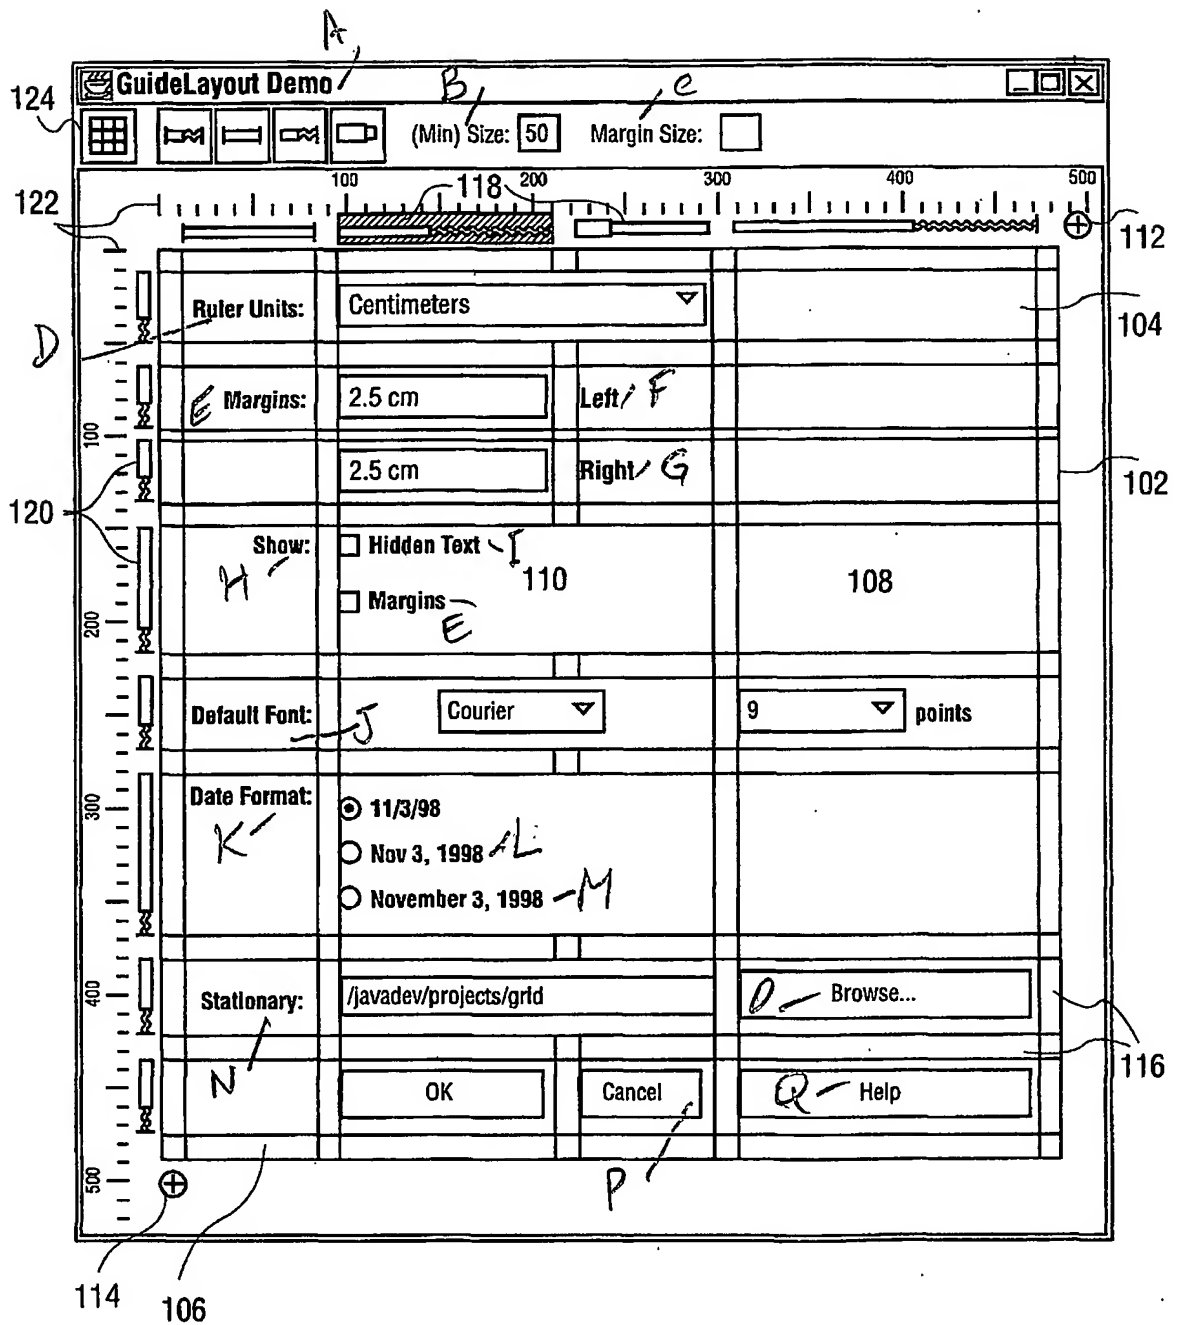 A
GuideLayout Demo
B
C
124
(Min) Size: 50
Margin Size:
122
100 118 200 300 400 500
112
Ruler Units: Centimeters
D
104
E Margins: 2.5 cm Left F
100
2.5 cm Right G
102
120
Show: Hidden Text I
H
110
108
Margins
E
200
Default Font: J Courier 9 points
Date Format:
11/3/98
300
K
Nov 3, 1998 L
November 3, 1998 M
400
Stationary: /javadev/projects/grid O Browse...
116
N
OK Cancel Q Help
P
500
114
106